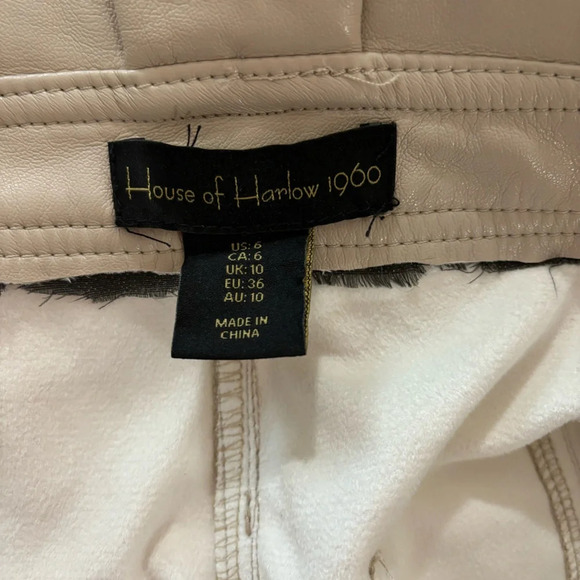 House of Harlow 1960
US: 6
CA: 6
UK: 10
EU: 36
AU: 10
MADE IN
CHINA